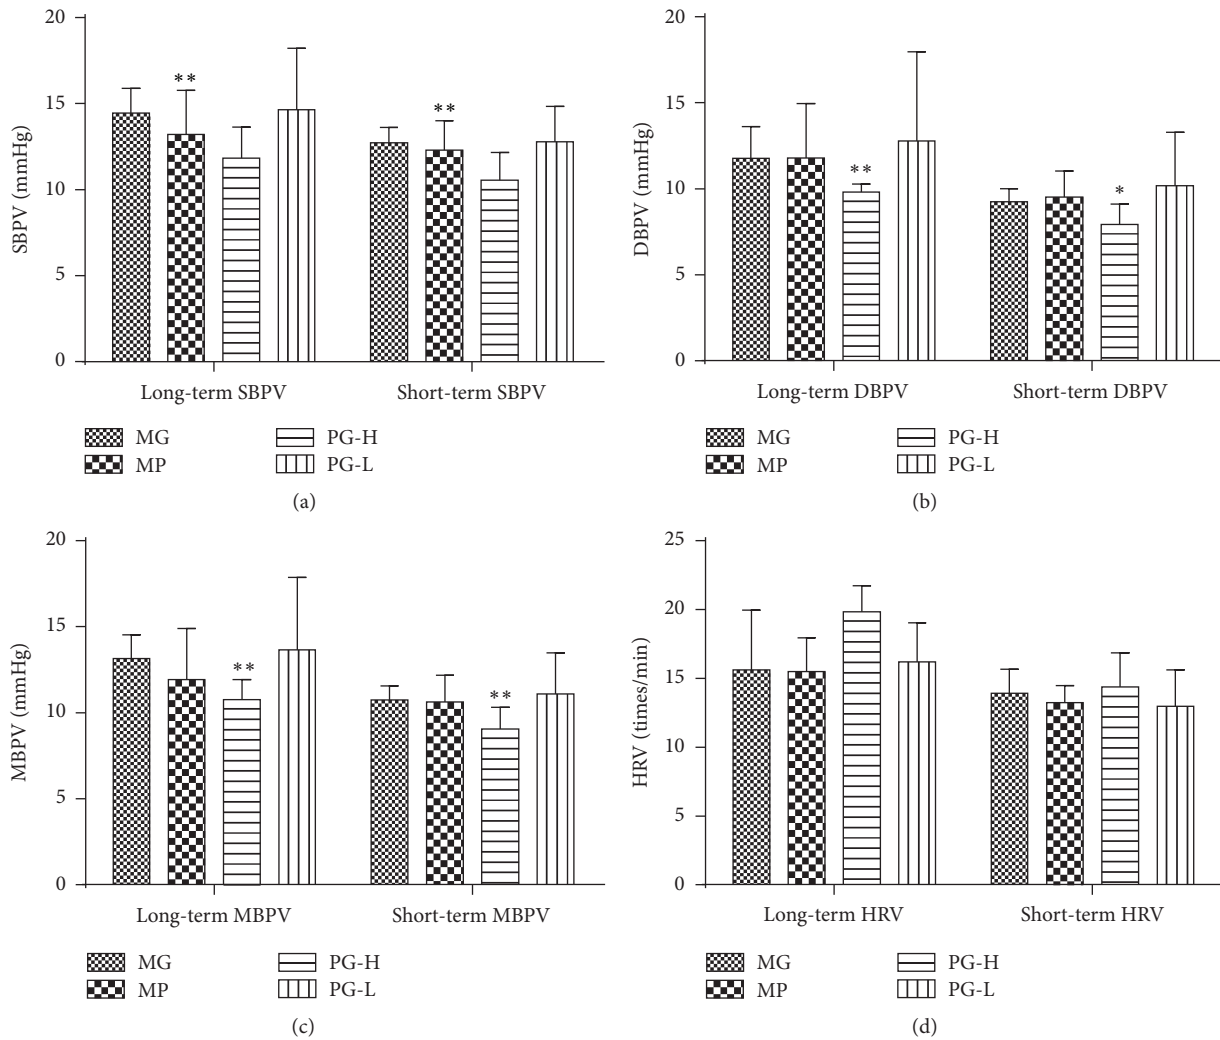 20
15
10
5
0
SBPV (mmHg)
**
**
Long-term SBPV
Short-term SBPV
MG
PG-H
MP
PG-L
(a)
20
15
10
5
0
DBPV (mmHg)
**
*
Long-term DBPV
Short-term DBPV
MG
PG-H
MP
PG-L
(b)
20
15
10
5
0
MBPV (mmHg)
**
**
Long-term MBPV
Short-term MBPV
MG
PG-H
MP
PG-L
(c)
25
20
15
10
5
0
HRV (times/min)
Long-term HRV
Short-term HRV
MG
PG-H
MP
PG-L
(d)